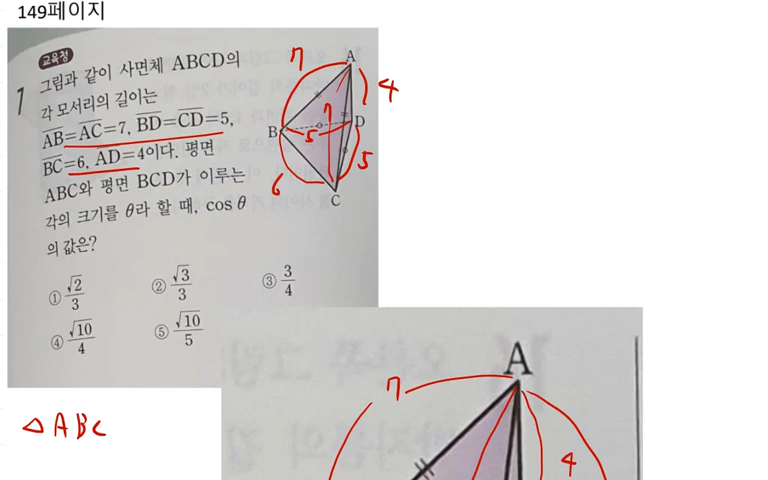 149페이지
교육청
1
그림과 같이 사면체 ABCD의
각 모서리의 길이는
AB=AC=7, BD=CD=5,
BC=6, AD=4이다. 평면
ABC와 평면 BCD가 이루는
각의 크기를 θ라 할 때, cos θ
의 값은?
① √2/3 ② √3/3 ③ 3/4
④ √10/4 ⑤ √10/5
7 A 4
7
B 5 D
5
6 C
A
7
4
△ABC